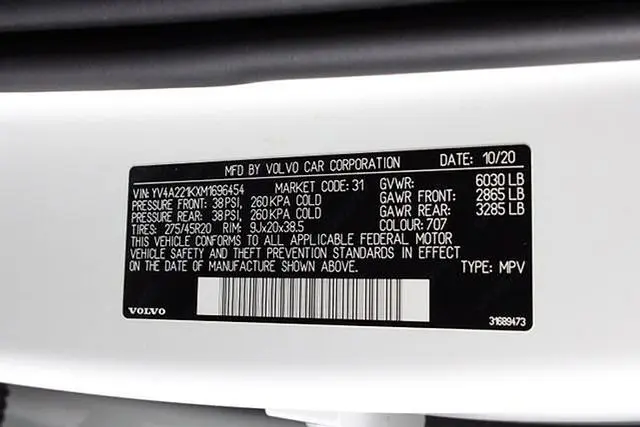 MFD BY VOLVO CAR CORPORATION DATE: 10/20
VIN: YV4A221KXM1696454 MARKET CODE: 31 GVWR: 6030 LB
PRESSURE FRONT: 38PSI, 260KPA COLD GAWR FRONT: 2865 LB
PRESSURE REAR: 38 PSI, 260KPA COLD GAWR REAR: 3285 LB
TIRES: 275/45R20 RIM: 9Jx20x38.5 COLOUR: 707
THIS VEHICLE CONFORMS TO ALL APPLICABLE FEDERAL MOTOR
VEHICLE SAFETY AND THEFT PREVENTION STANDARDS IN EFFECT
ON THE DATE OF MANUFACTURE SHOWN ABOVE. TYPE: MPV
VOLVO 31689473